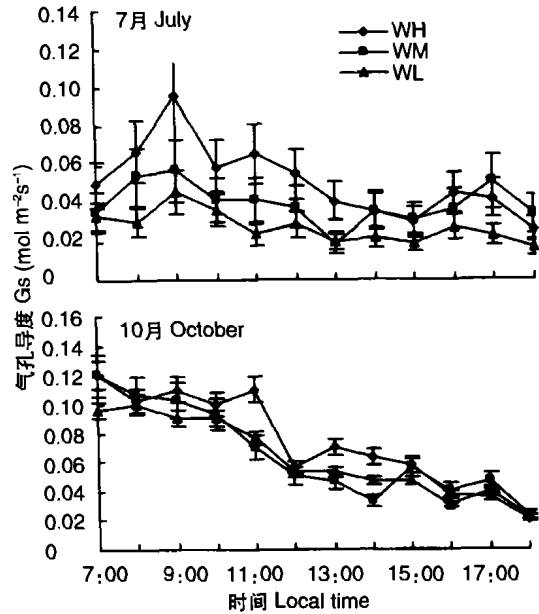 0.14
7月 July
WH
WM
WL
0.12
0.10
0.08
0.06
0.04
0.02
0
气孔导度 Gs (mol m⁻²s⁻¹)
0.16
10月 October
0.14
0.12
0.10
0.08
0.06
0.04
0.02
0
7:00 9:00 11:00 13:00 15:00 17:00
时间 Local time